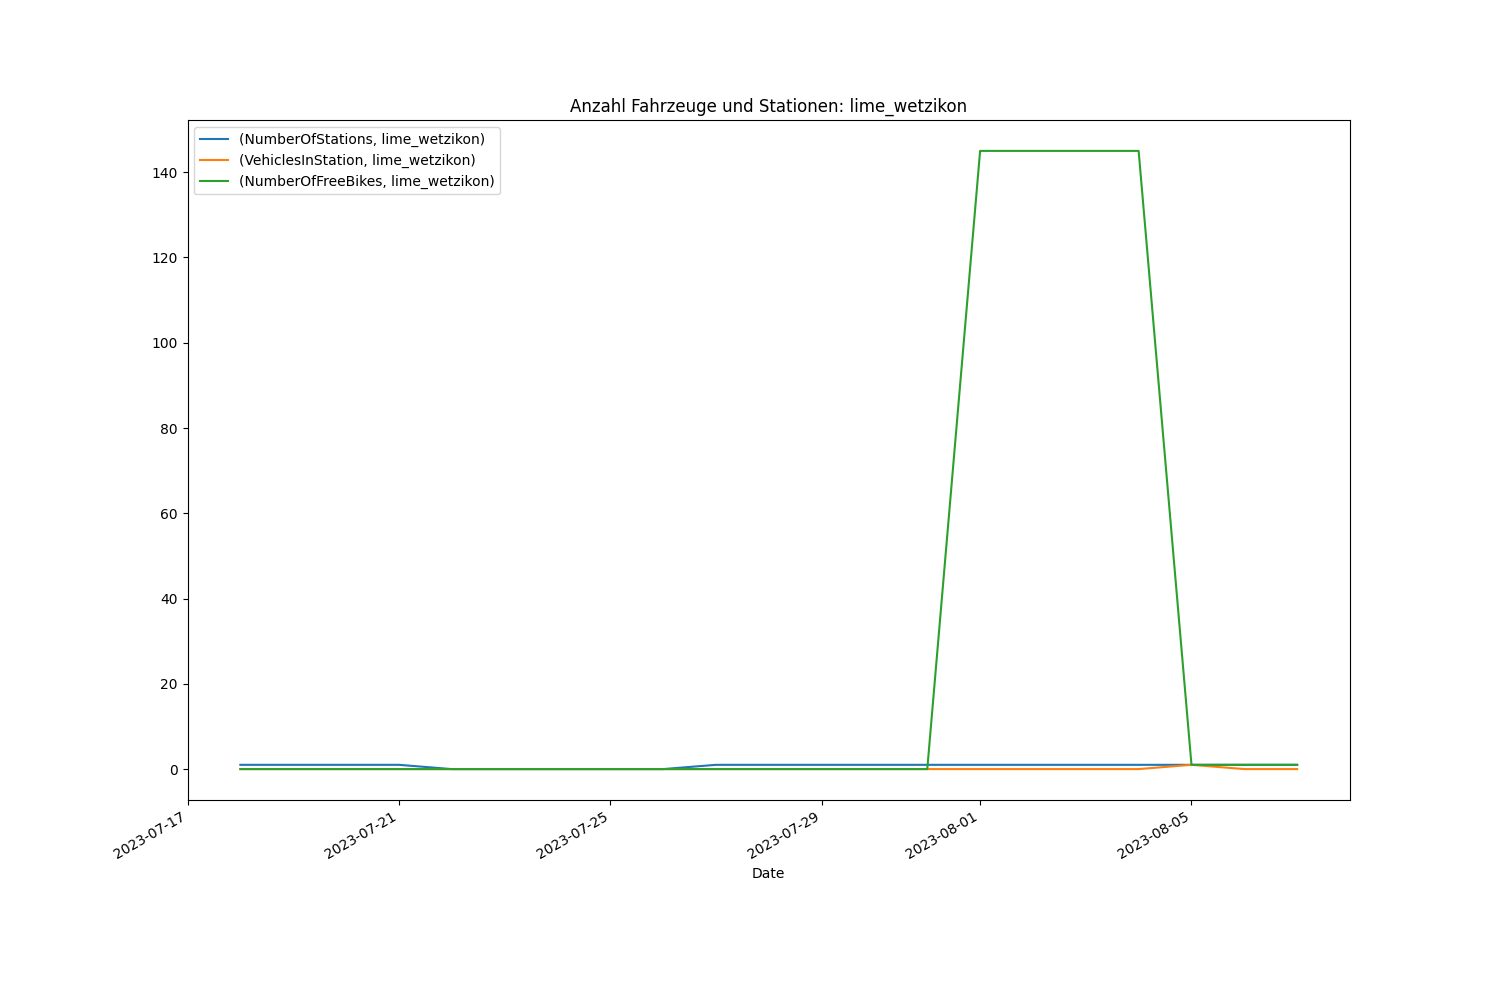 Anzahl Fahrzeuge und Stationen: lime_wetzikon
(NumberOfStations, lime_wetzikon)
(VehiclesInStation, lime_wetzikon)
(NumberOfFreeBikes, lime_wetzikon)
140
120
100
80
60
40
20
0
2023-07-17
2023-07-21
2023-07-25
2023-07-29
2023-08-01
2023-08-05
Date